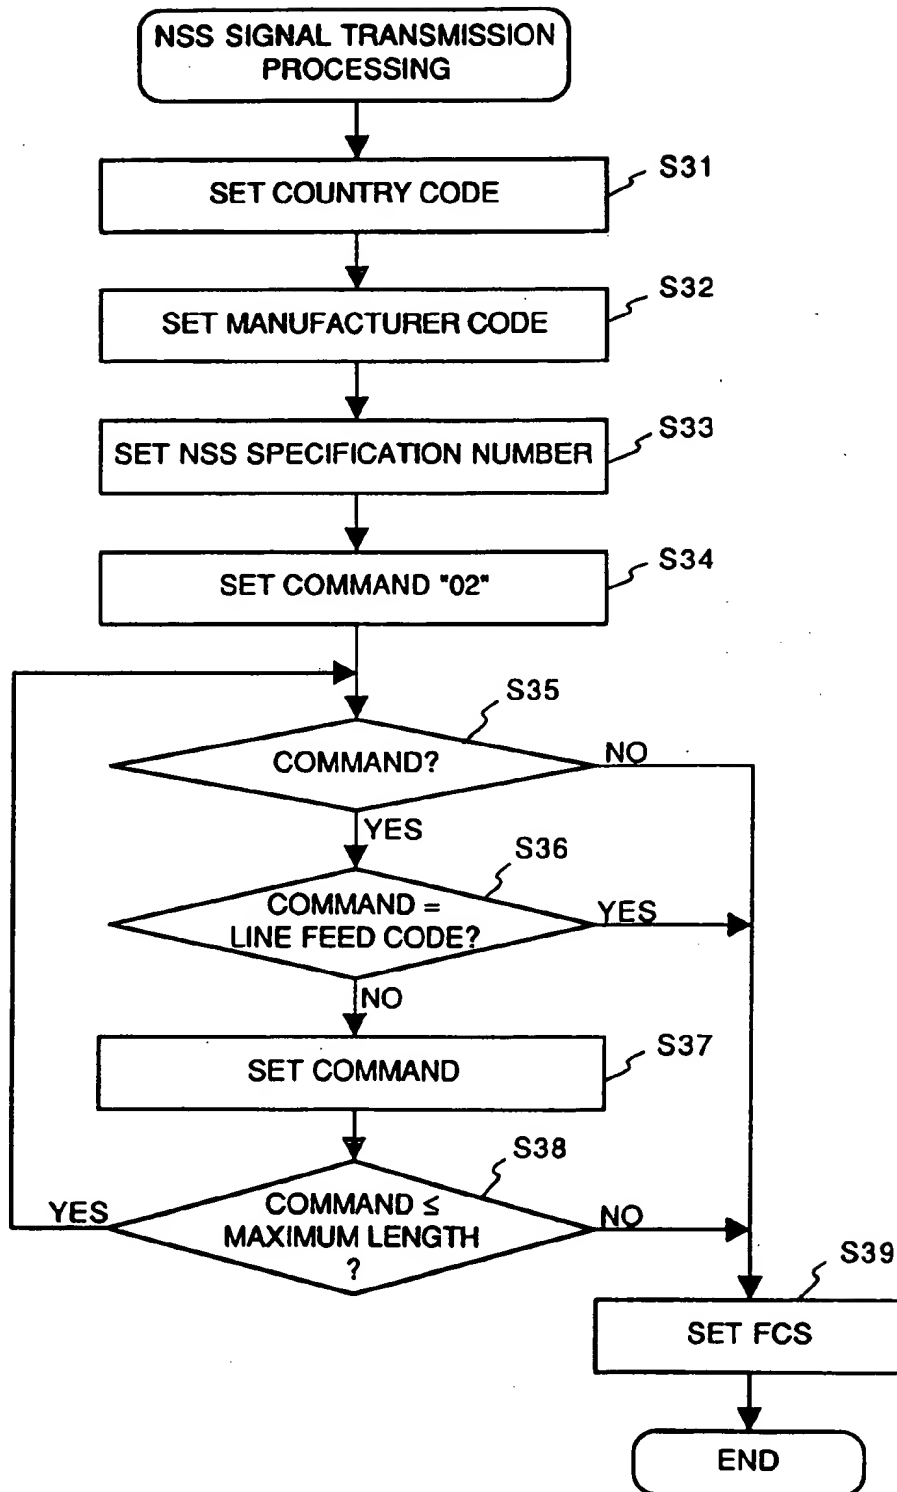 NSS SIGNAL TRANSMISSION
PROCESSING
S31
SET COUNTRY CODE
S32
SET MANUFACTURER CODE
S33
SET NSS SPECIFICATION NUMBER
S34
SET COMMAND "02"
S35
COMMAND?
NO
YES
S36
COMMAND =
LINE FEED CODE?
YES
NO
S37
SET COMMAND
S38
COMMAND ≤
MAXIMUM LENGTH
?
YES
NO
S39
SET FCS
END